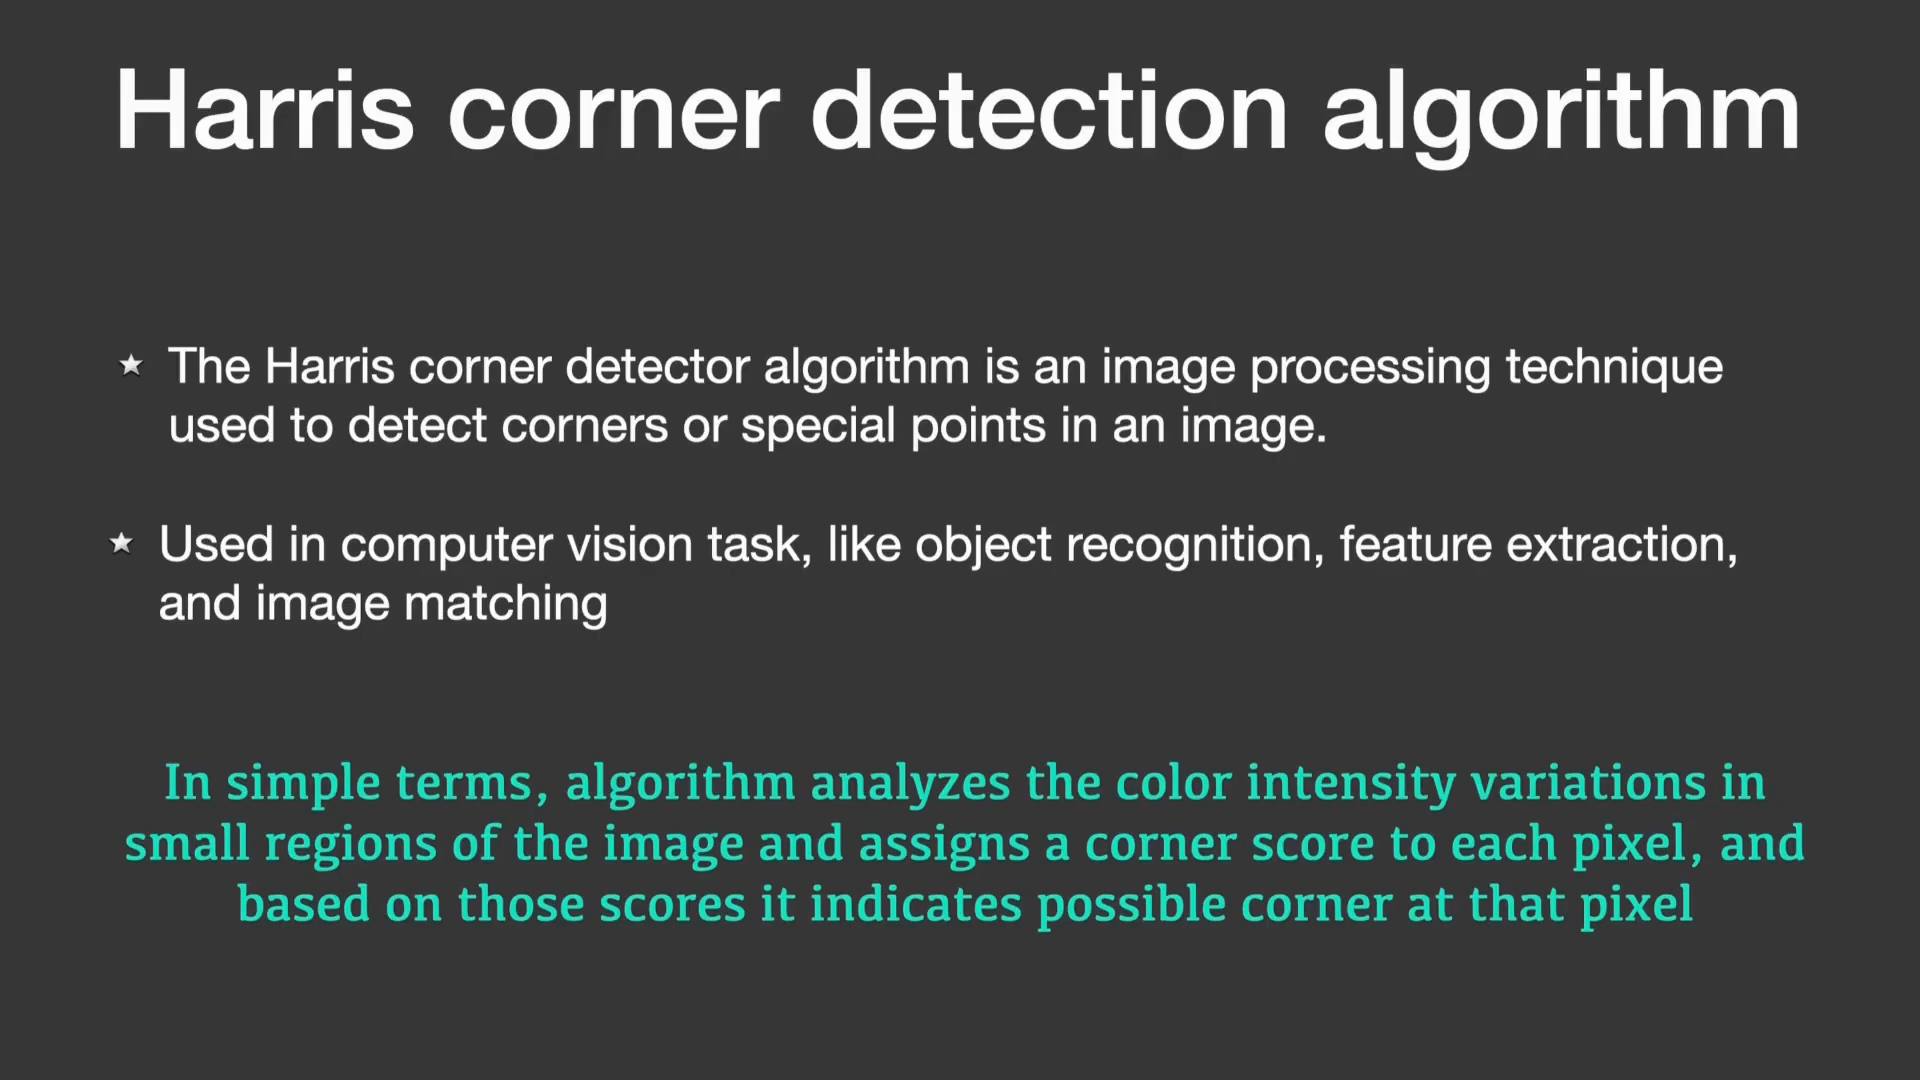 Harris corner detection algorithm
★ The Harris corner detector algorithm is an image processing technique
used to detect corners or special points in an image.
★ Used in computer vision task, like object recognition, feature extraction,
and image matching
In simple terms, algorithm analyzes the color intensity variations in
small regions of the image and assigns a corner score to each pixel, and
based on those scores it indicates possible corner at that pixel